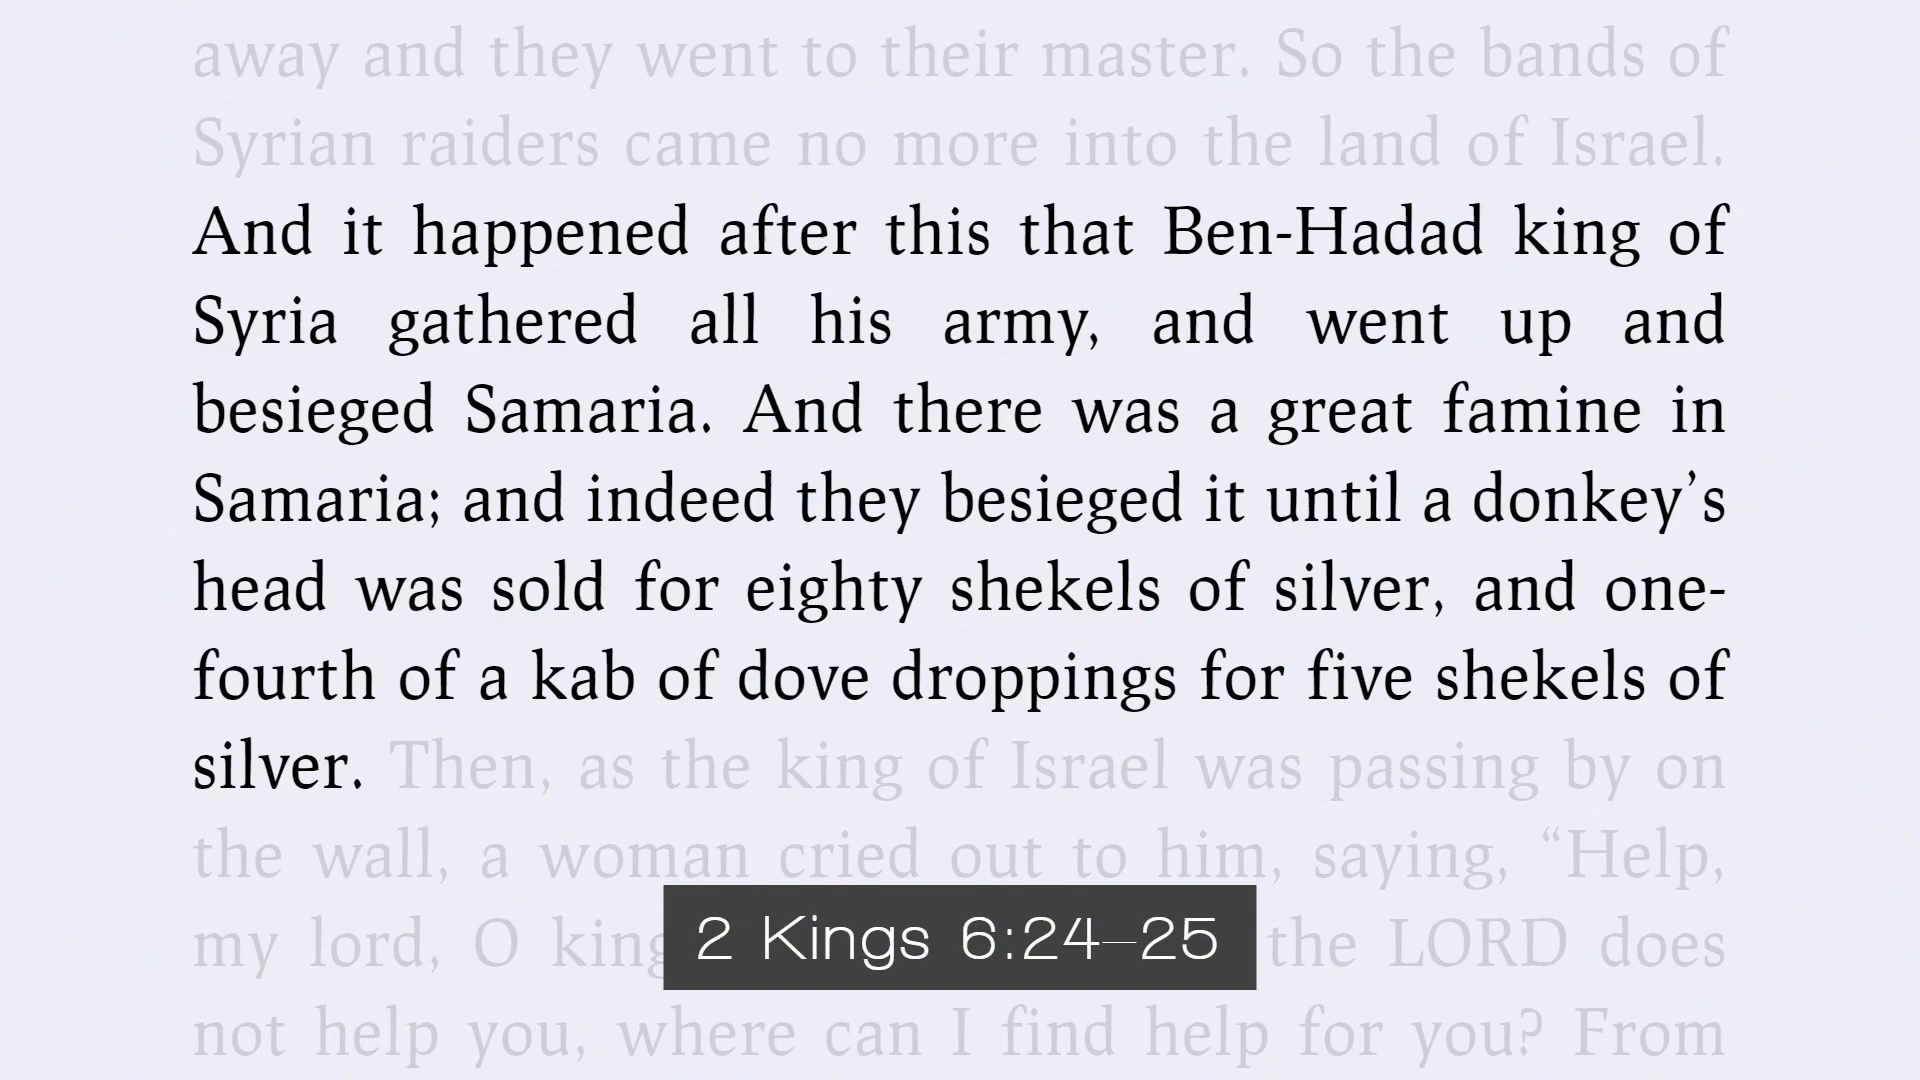 away and they went to their master. So the bands of
Syrian raiders came no more into the land of Israel.
And it happened after this that Ben-Hadad king of
Syria gathered all his army, and went up and
besieged Samaria. And there was a great famine in
Samaria; and indeed they besieged it until a donkey’s
head was sold for eighty shekels of silver, and one-
fourth of a kab of dove droppings for five shekels of
silver. Then, as the king of Israel was passing by on
the wall, a woman cried out to him, saying, “Help,
my lord, O king the LORD does
2 Kings 6:24–25
not help you, where can I find help for you? From